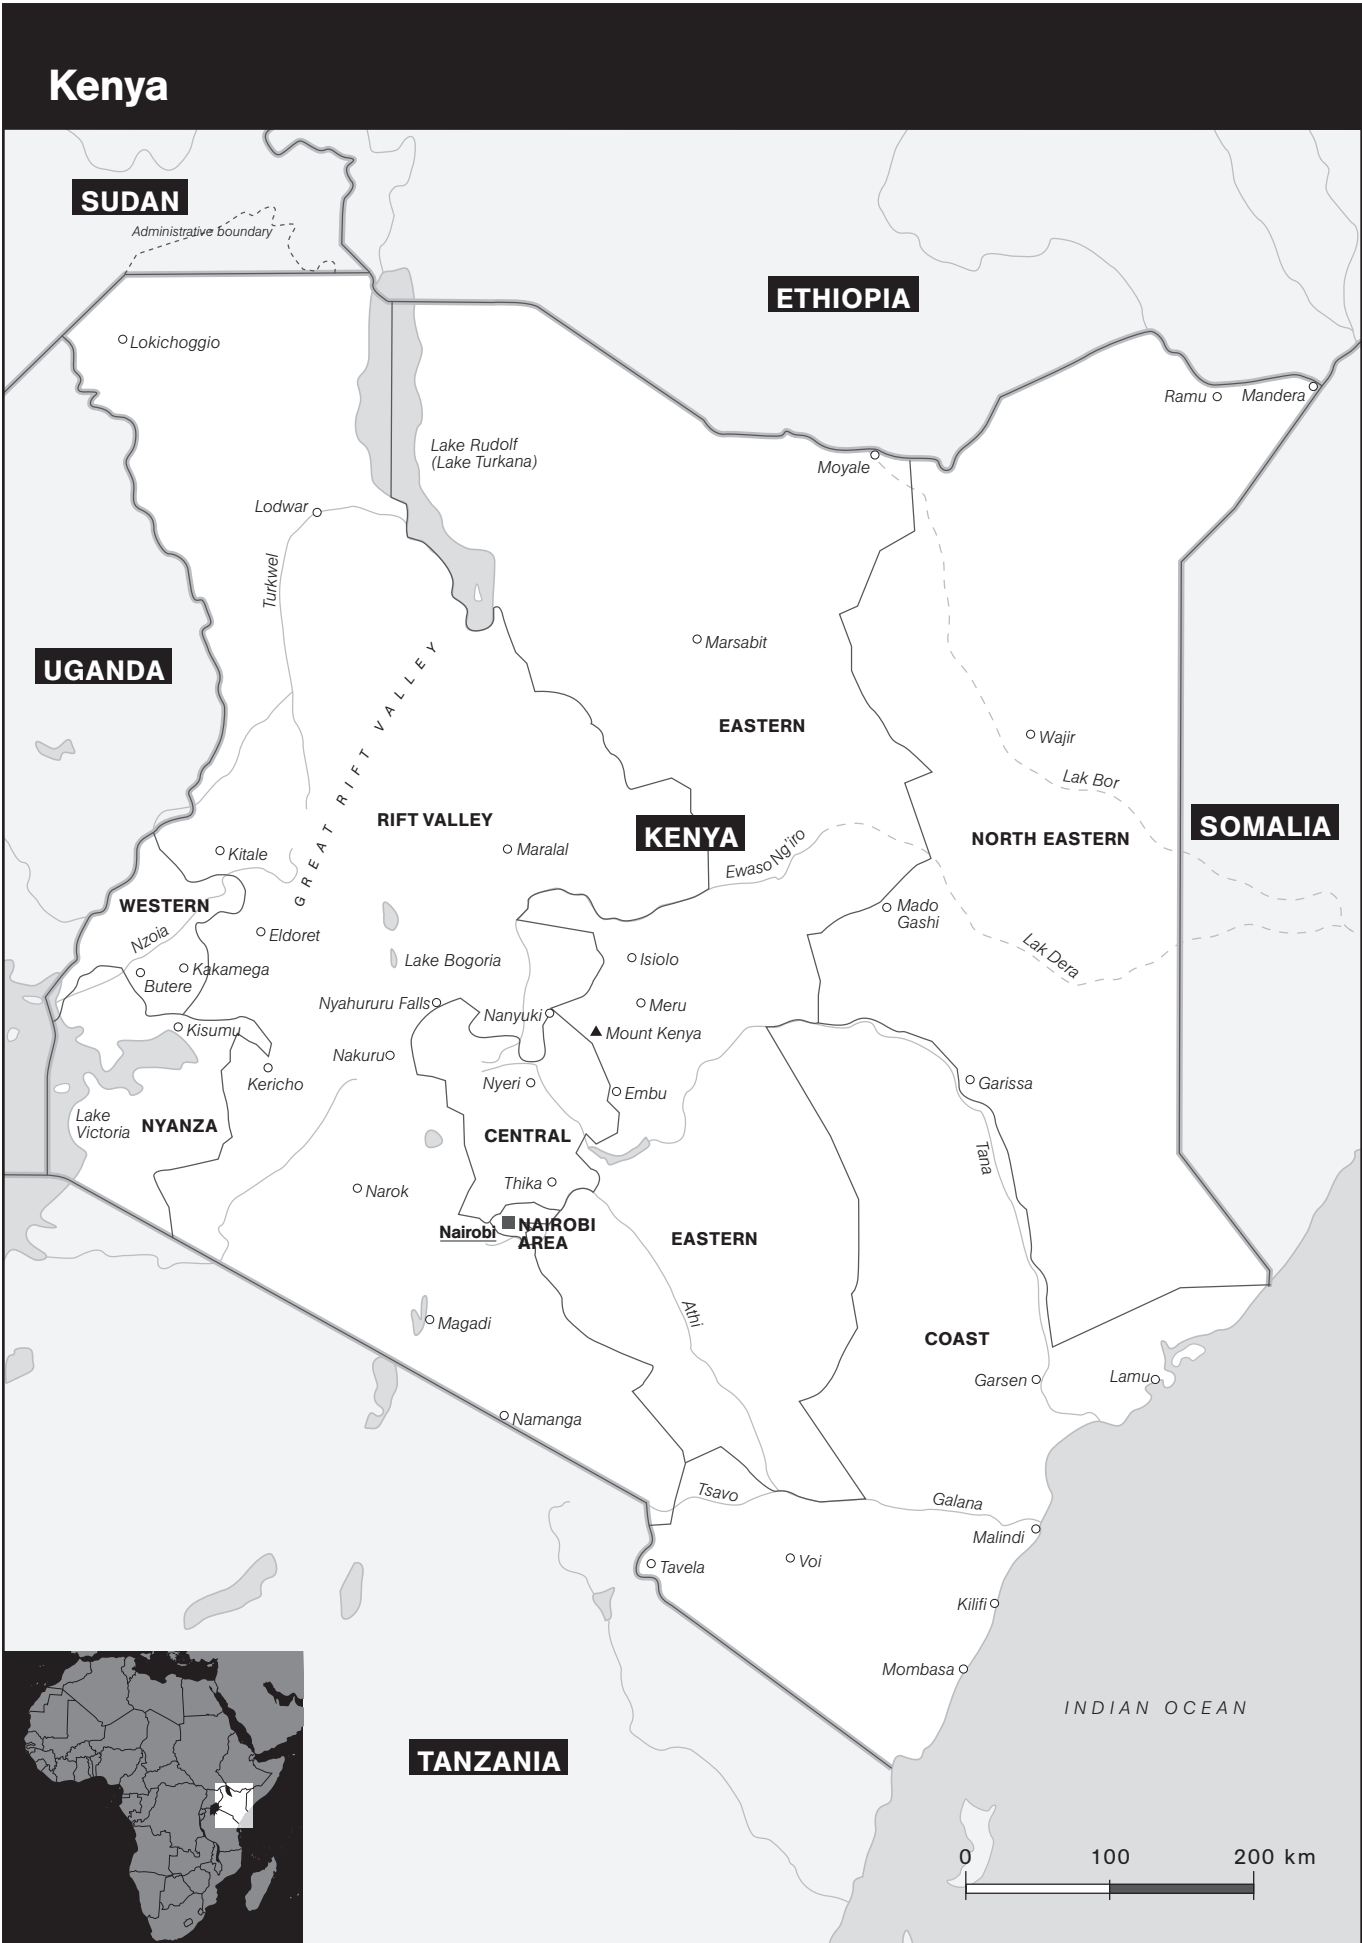 Kenya
SUDAN
Administrative boundary
ETHIOPIA
Lokichoggio
Ramu
Mandera
Lake Rudolf
(Lake Turkana)
Moyale
Lodwar
Turkwel
Marsabit
UGANDA
GREAT RIFT VALLEY
EASTERN
Wajir
Lak Bor
RIFT VALLEY
KENYA
SOMALIA
NORTH EASTERN
Ewaso Ng'iro
Kitale
Maralal
WESTERN
Mado
Gashi
Nzoia
Eldoret
Lak Dera
Lake Bogoria
Isiolo
Kakamega
Butere
Nyahururu Falls
Meru
Nanyuki
Kisumu
Mount Kenya
Nakuru
Kericho
Nyeri
Embu
Garissa
Lake
Victoria
NYANZA
CENTRAL
Tana
Thika
Narok
Nairobi
NAIROBI
AREA
EASTERN
Athi
Magadi
COAST
Garsen
Lamu
Namanga
Tsavo
Galana
Malindi
Tavela
Voi
Kilifi
Mombasa
INDIAN OCEAN
TANZANIA
0 100 200 km